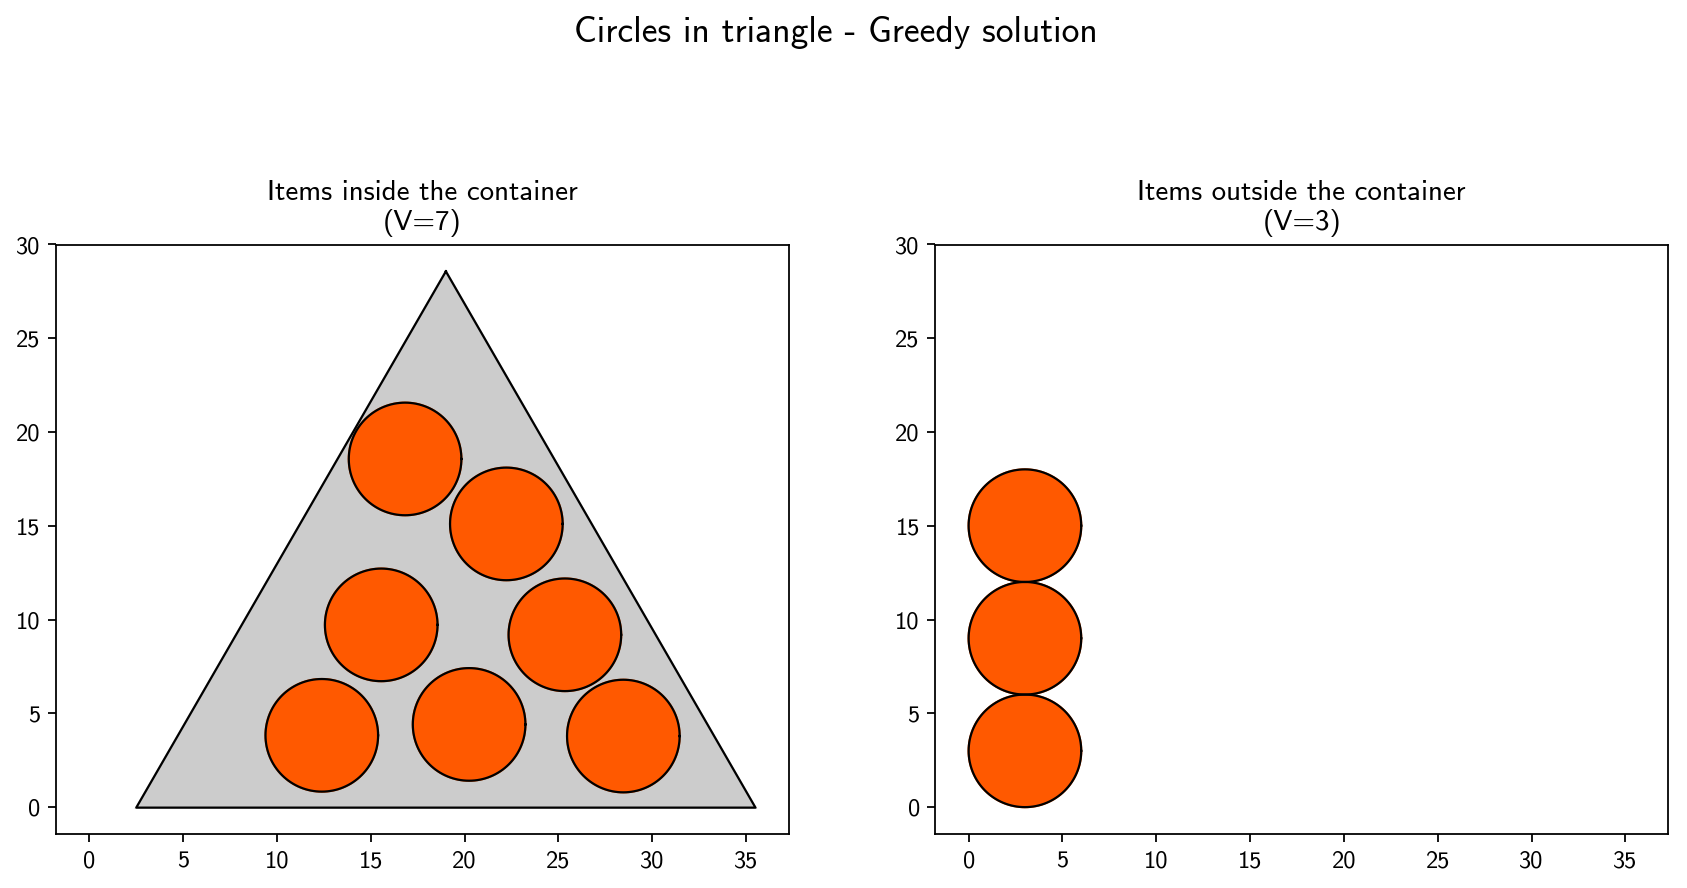 Circles in triangle - Greedy solution
Items inside the container
(V=7)
30
25
20
15
10
5
0
0 5 10 15 20 25 30 35
Items outside the container
(V=3)
30
25
20
15
10
5
0
0 5 10 15 20 25 30 35